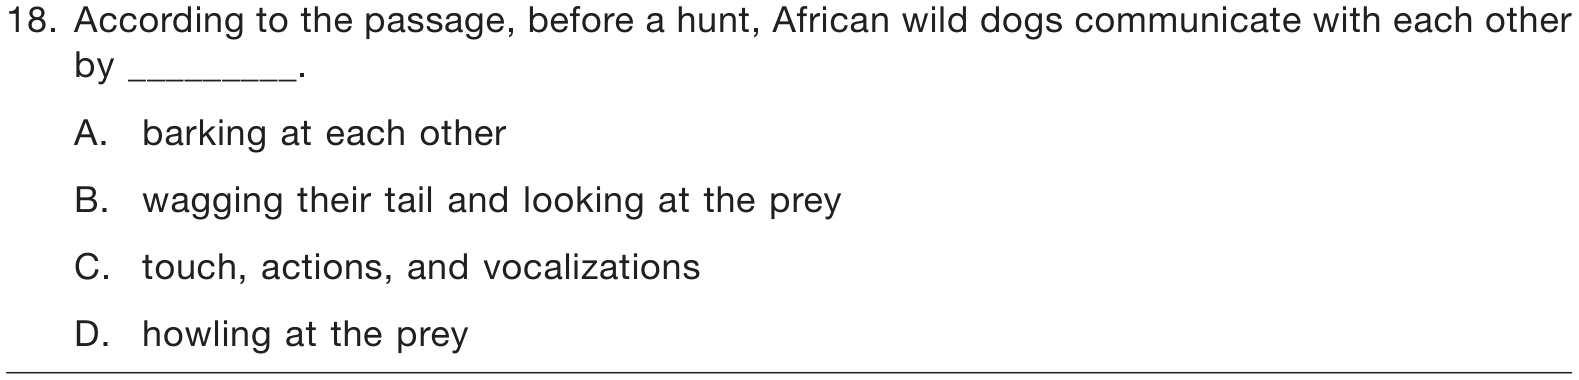 18. According to the passage, before a hunt, African wild dogs communicate with each other
by _________.
A. barking at each other
B. wagging their tail and looking at the prey
C. touch, actions, and vocalizations
D. howling at the prey